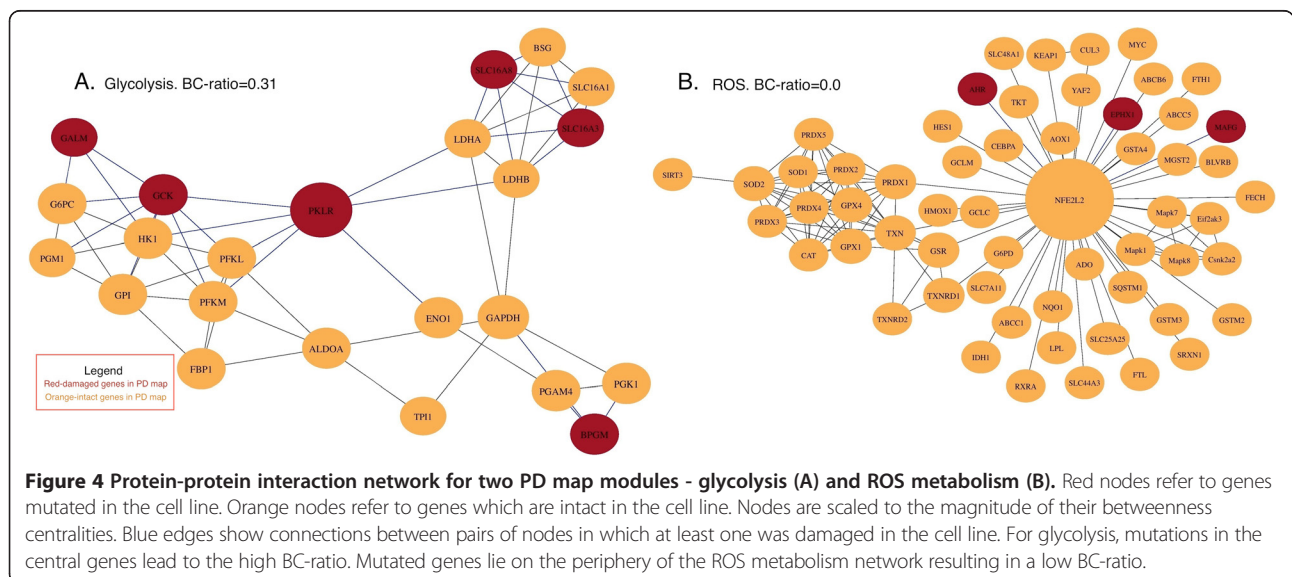 A. Glycolysis. BC-ratio=0.31
BSG
SLC16A8
SLC16A1
SLC16A3
LDHA
LDHB
GALM
GCK
PKLR
G6PC
HK1
PGM1
PFKL
GPI
PFKM
ENO1
GAPDH
ALDOA
FBP1
PGAM4
PGK1
TPI1
BPGM
Legend
Red-damaged genes in PD map
Orange-intact genes in PD map
B. ROS. BC-ratio=0.0
SLC48A1
KEAP1
CUL3
MYC
AHR
TKT
YAF2
ABCB6
FTH1
EPHX1
ABCC5
MAFG
HES1
CEBPA
AOX1
GSTA4
GCLM
MGST2
BLVRB
PRDX5
SIRT3
SOD2
SOD1
PRDX2
PRDX1
NFE2L2
FECH
PRDX3
PRDX4
GPX4
HMOX1
GCLC
Mapk7
Eif2ak3
CAT
GPX1
TXN
GSR
G6PD
Mapk1
Mapk8
Csnk2a2
ADO
SLC7A11
TXNRD1
SQSTM1
TXNRD2
ABCC1
NQO1
GSTM3
GSTM2
IDH1
LPL
SLC25A25
SRXN1
RXRA
SLC44A3
FTL
Figure 4 Protein-protein interaction network for two PD map modules - glycolysis (A) and ROS metabolism (B). Red nodes refer to genes
mutated in the cell line. Orange nodes refer to genes which are intact in the cell line. Nodes are scaled to the magnitude of their betweenness
centralities. Blue edges show connections between pairs of nodes in which at least one was damaged in the cell line. For glycolysis, mutations in the
central genes lead to the high BC-ratio. Mutated genes lie on the periphery of the ROS metabolism network resulting in a low BC-ratio.